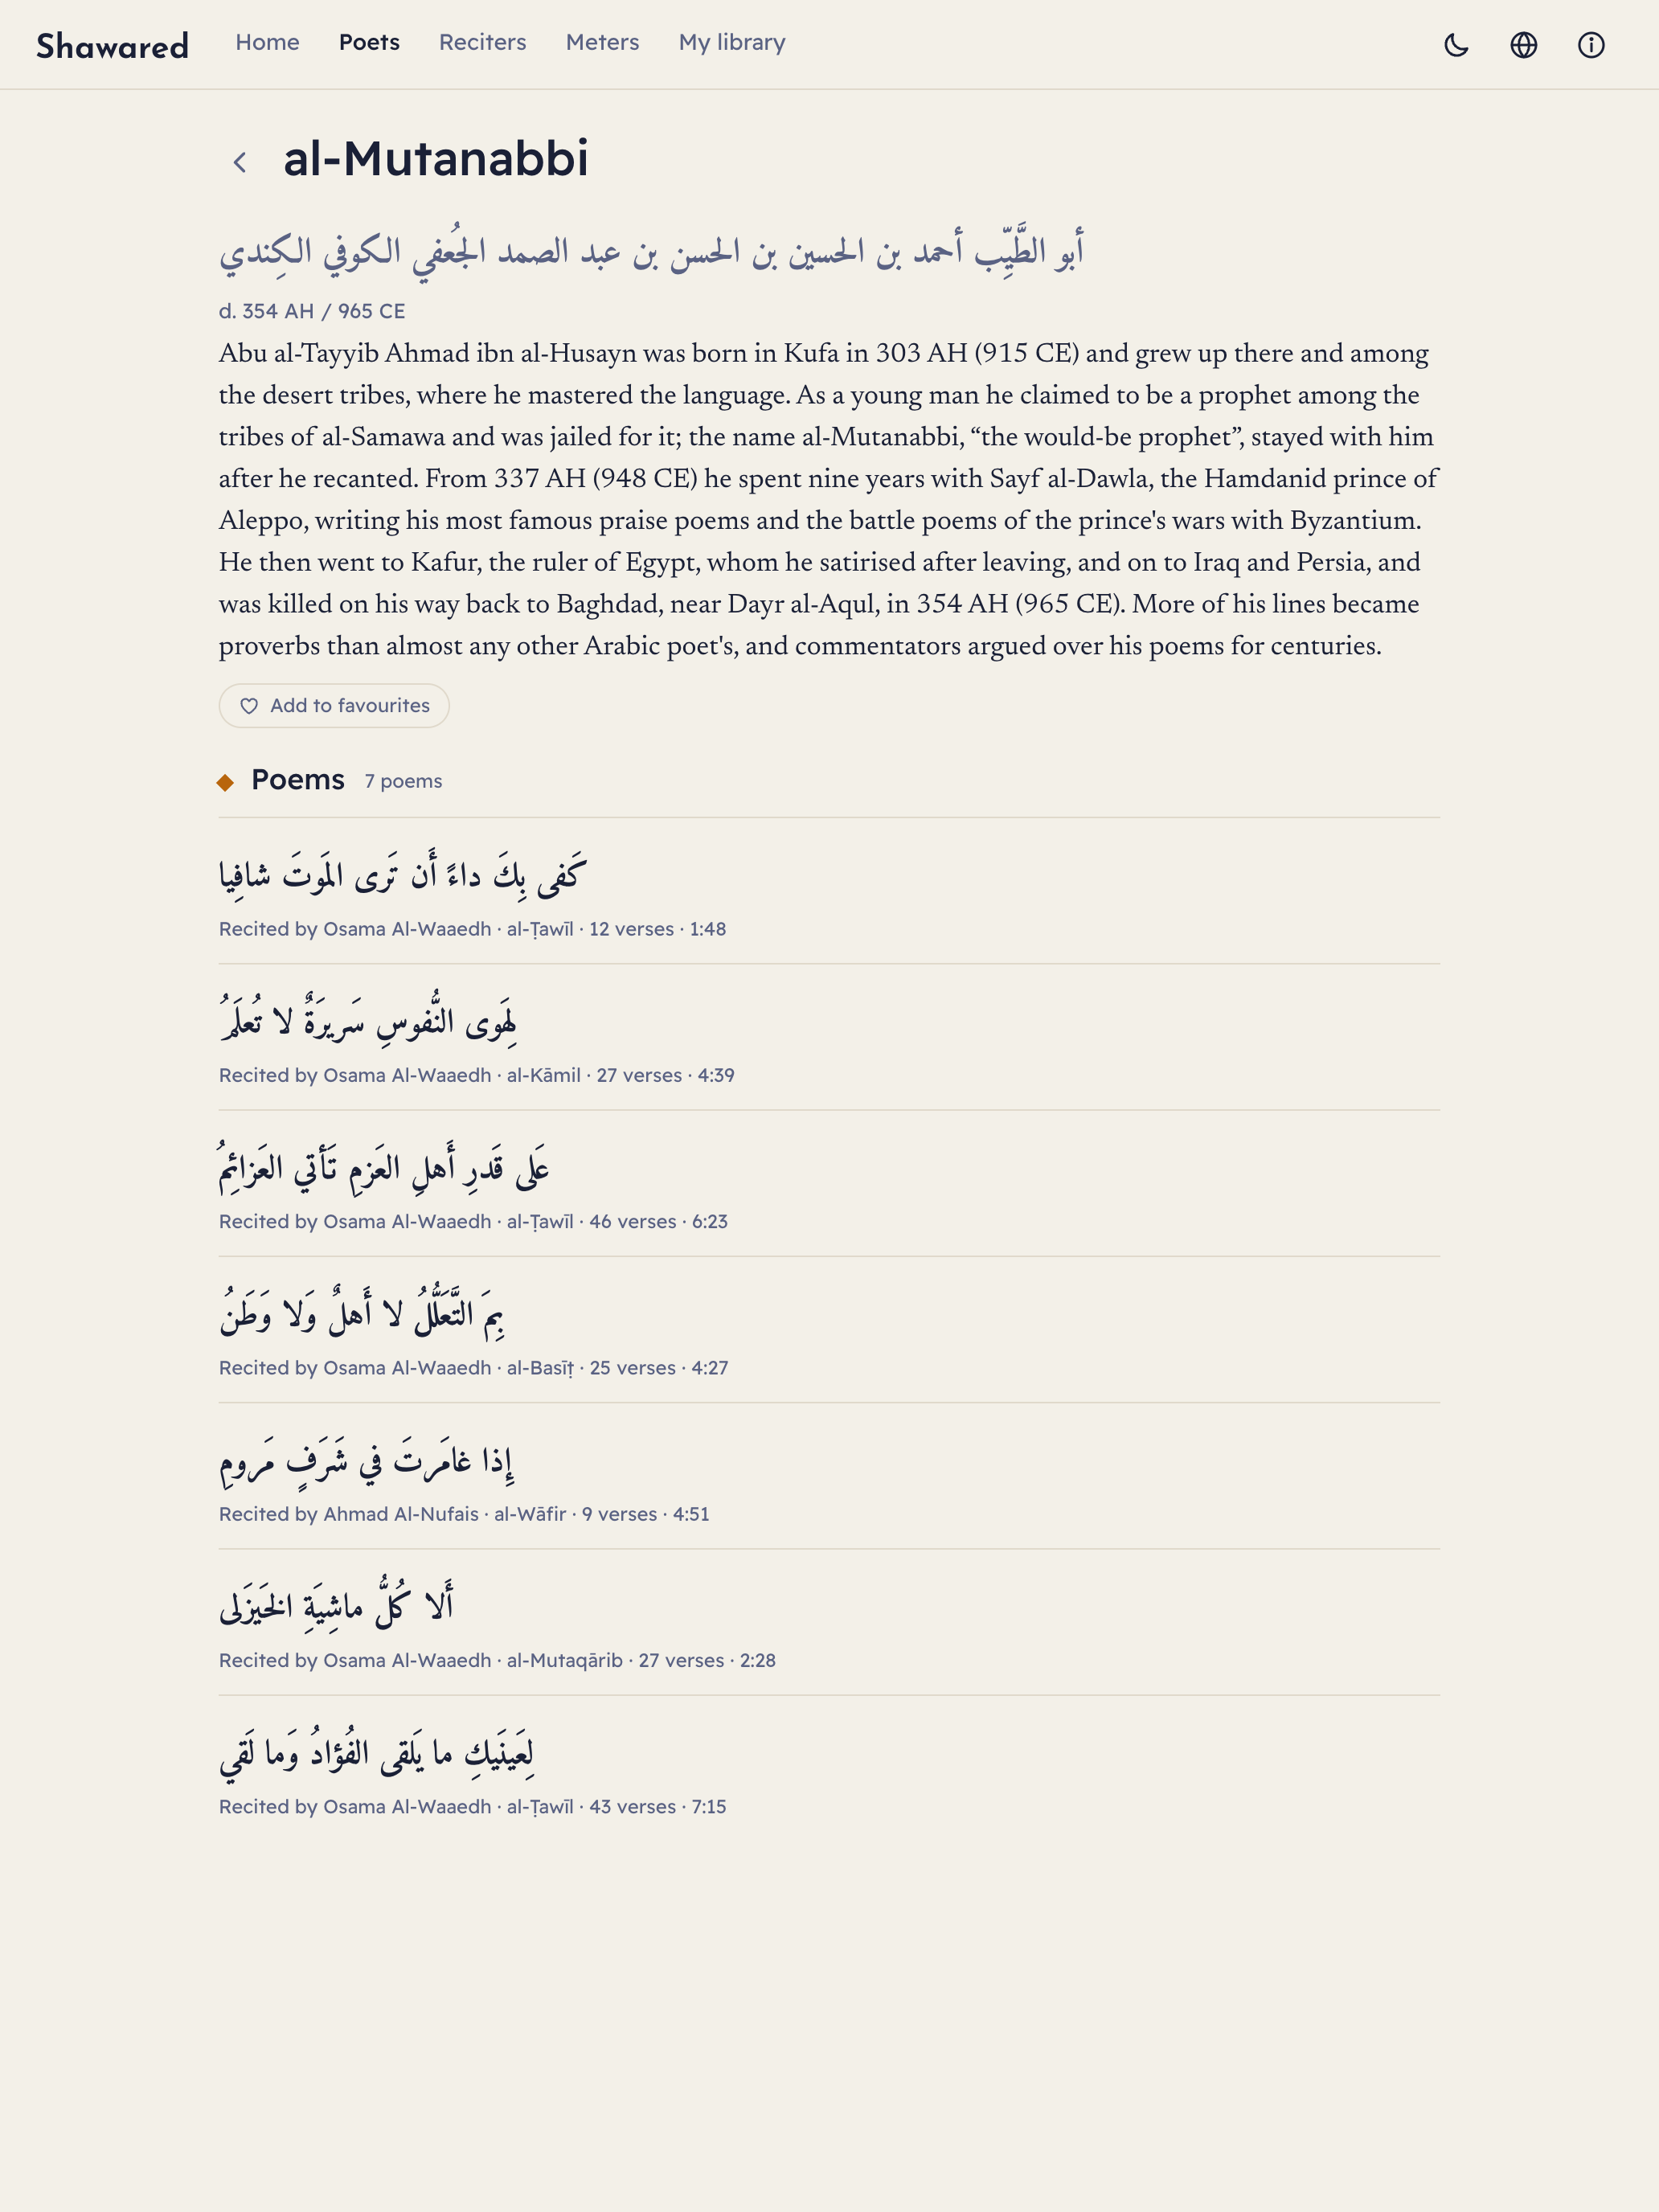 Shawared
Home Poets Reciters Meters My library
al-Mutanabbi
أبو الطَّيِّب أحمد بن الحسين بن الحسن بن عبد الصمد الجُعفي الكوفي الكِندي
d. 354 AH / 965 CE
Abu al-Tayyib Ahmad ibn al-Husayn was born in Kufa in 303 AH (915 CE) and grew up there and among
the desert tribes, where he mastered the language. As a young man he claimed to be a prophet among the
tribes of al-Samawa and was jailed for it; the name al-Mutanabbi, “the would-be prophet”, stayed with him
after he recanted. From 337 AH (948 CE) he spent nine years with Sayf al-Dawla, the Hamdanid prince of
Aleppo, writing his most famous praise poems and the battle poems of the prince's wars with Byzantium.
He then went to Kafur, the ruler of Egypt, whom he satirised after leaving, and on to Iraq and Persia, and
was killed on his way back to Baghdad, near Dayr al-Aqul, in 354 AH (965 CE). More of his lines became
proverbs than almost any other Arabic poet's, and commentators argued over his poems for centuries.
Add to favourites
Poems 7 poems
كَفى بِكَ داءً أَن تَرى المَوتَ شافِيا
Recited by Osama Al-Waaedh · al-Ṭawīl · 12 verses · 1:48
لِهَوى النُّفوسِ سَريرَةٌ لا تُعلَمُ
Recited by Osama Al-Waaedh · al-Kāmil · 27 verses · 4:39
عَلى قَدرِ أَهلِ العَزمِ تَأتي العَزائِمُ
Recited by Osama Al-Waaedh · al-Ṭawīl · 46 verses · 6:23
بِمَ التَّعَلُّلُ لا أَهلٌ وَلا وَطَنُ
Recited by Osama Al-Waaedh · al-Basīṭ · 25 verses · 4:27
إِذا غامَرتَ في شَرَفٍ مَرومِ
Recited by Ahmad Al-Nufais · al-Wāfir · 9 verses · 4:51
أَلا كُلُّ ماشِيَةِ الخَيزَلى
Recited by Osama Al-Waaedh · al-Mutaqārib · 27 verses · 2:28
لِعَينَيكِ ما يَلقى الفُؤادُ وَما لَقي
Recited by Osama Al-Waaedh · al-Ṭawīl · 43 verses · 7:15